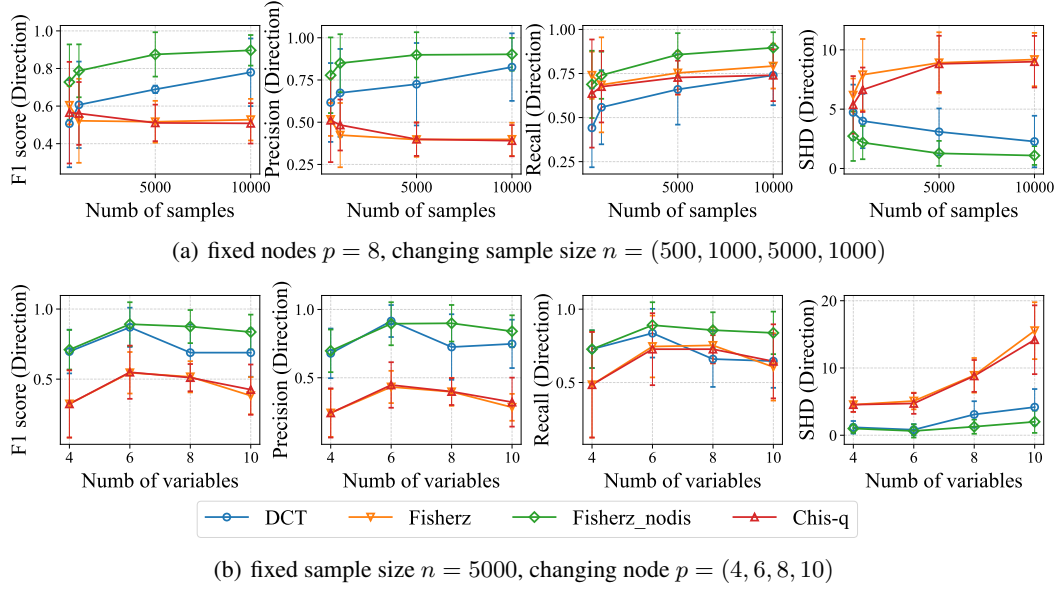 F1 score (Direction)
1.0
0.8
0.6
0.4
5000
10000
Numb of samples
Precision (Direction)
1.00
0.75
0.50
0.25
5000
10000
Numb of samples
Recall (Direction)
1.00
0.75
0.50
0.25
5000
10000
Numb of samples
SHD (Direction)
10
5
0
5000
10000
Numb of samples
(a) fixed nodes p = 8, changing sample size n = (500, 1000, 5000, 1000)
F1 score (Direction)
1.0
0.5
4
6
8
10
Numb of variables
Precision (Direction)
1.0
0.5
4
6
8
10
Numb of variables
Recall (Direction)
1.0
0.5
4
6
8
10
Numb of variables
SHD (Direction)
20
10
0
4
6
8
10
Numb of variables
DCT
Fisherz
Fisherz_nodis
Chis-q
(b) fixed sample size n = 5000, changing node p = (4, 6, 8, 10)